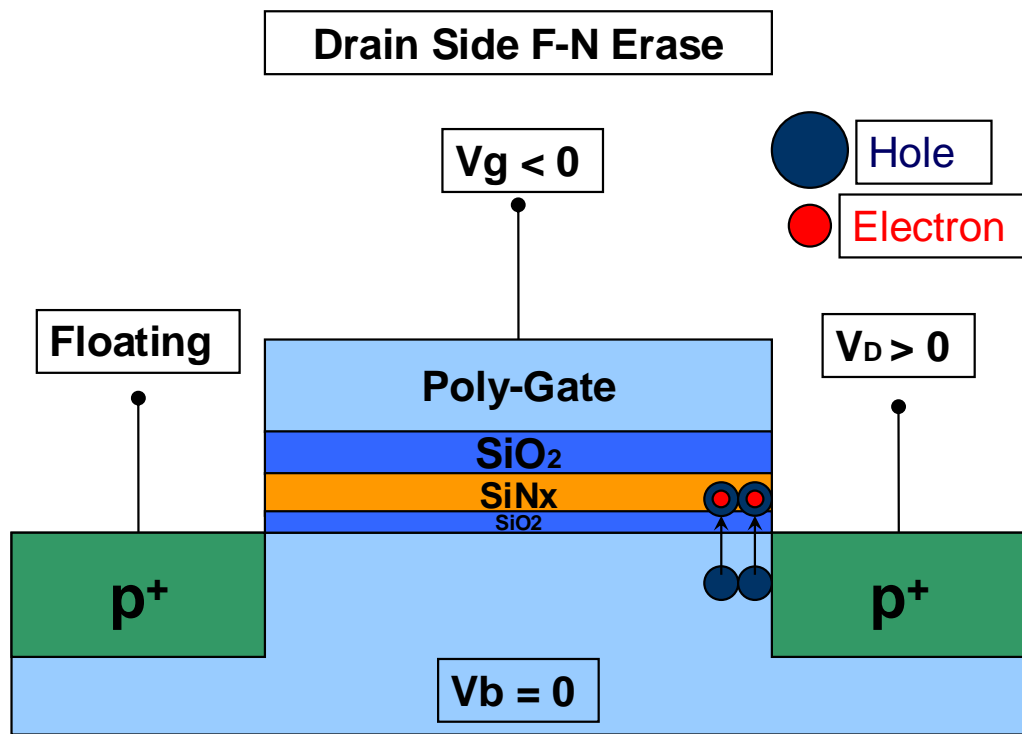 Drain Side F-N Erase
Vg < 0
Hole
Electron
Floating
VD > 0
Poly-Gate
SiO2
SiNx
SiO2
p+
p+
Vb = 0